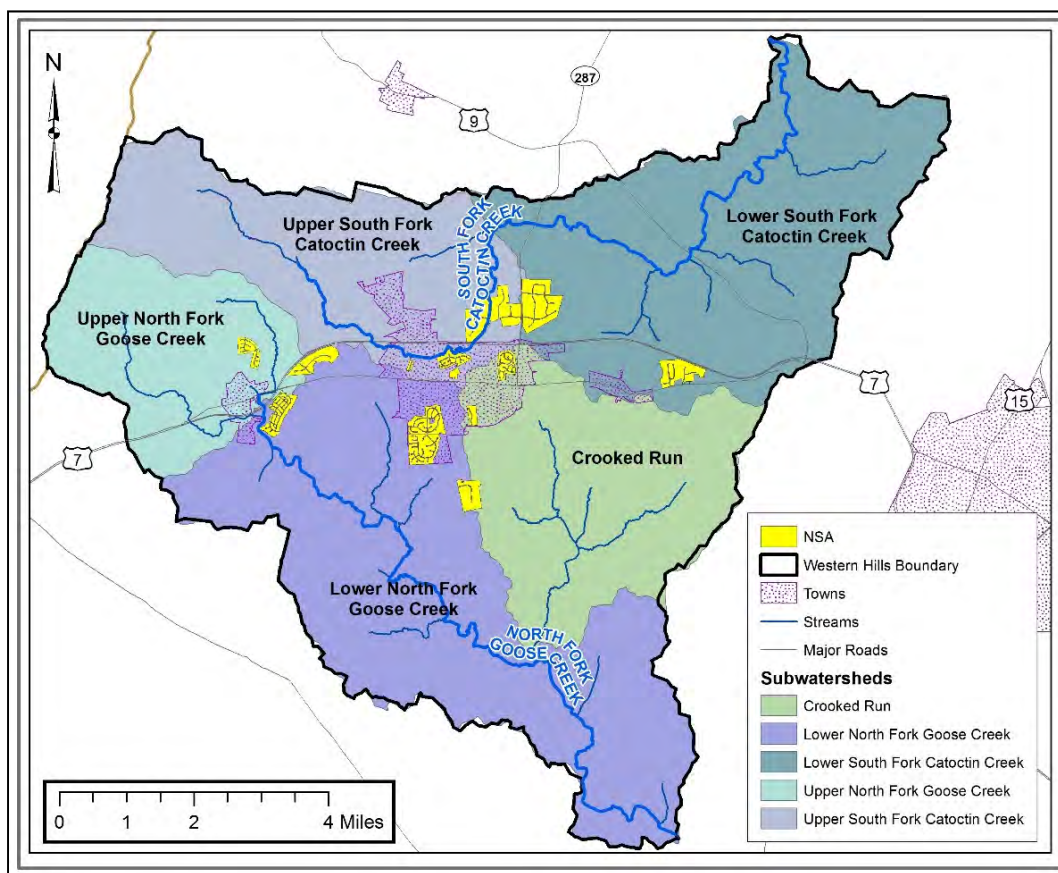 N
287
9
Upper South Fork
Catoctin Creek
SOUTH FORK
CATOCTIN CREEK
Lower South Fork
Catoctin Creek
Upper North Fork
Goose Creek
7
15
7
Crooked Run
Lower North Fork
Goose Creek
NORTH FORK
GOOSE CREEK
NSA
Western Hills Boundary
Towns
Streams
Major Roads
Subwatersheds
Crooked Run
Lower North Fork Goose Creek
Lower South Fork Catoctin Creek
Upper North Fork Goose Creek
Upper South Fork Catoctin Creek
0 1 2 4 Miles